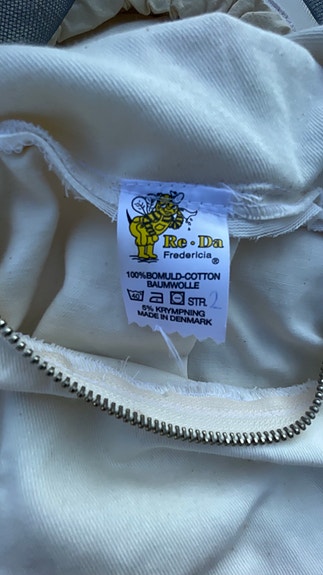 Re·Da
Fredericia ®
100%BOMULD-COTTON
BAUMWOLLE
40 STR. 2
5% KRYMPNING
MADE IN DENMARK